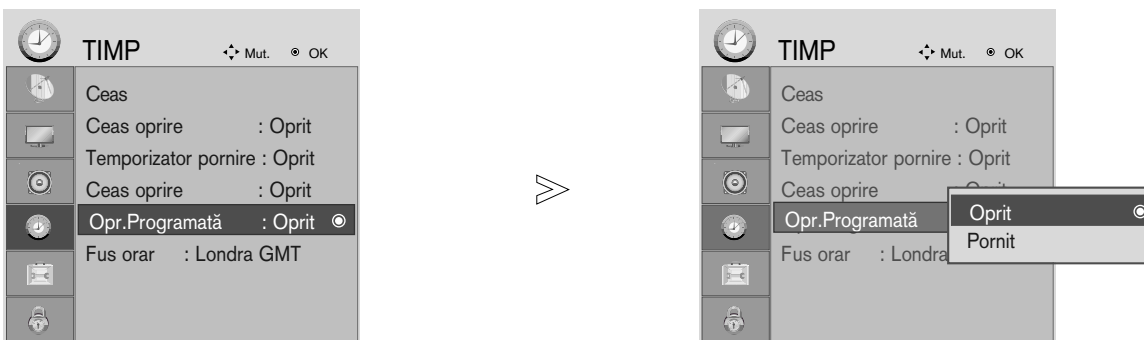 TIMP Mut. OK
Ceas
Ceas oprire : Oprit
Temporizator pornire : Oprit
Ceas oprire : Oprit
Opr.Programată : Oprit
Fus orar : Londra GMT
TIMP Mut. OK
Ceas
Ceas oprire : Oprit
Temporizator pornire : Oprit
Ceas oprire
Opr.Programată
Fus orar : Londra
Oprit
Pornit